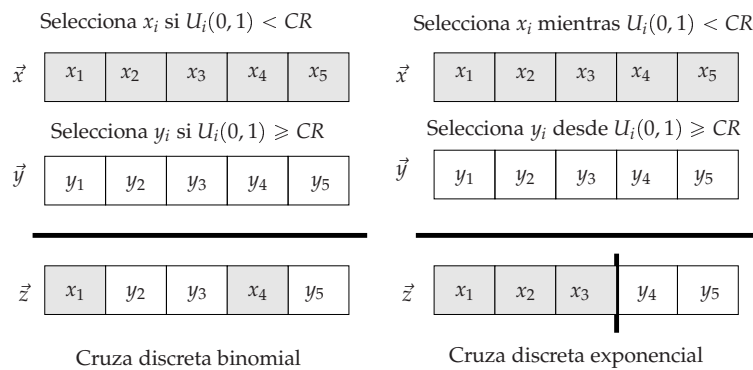 Selecciona x_i si U_i(0, 1) < CR
x⃗ x_1 x_2 x_3 x_4 x_5
Selecciona y_i si U_i(0, 1) ⩾ CR
y⃗ y_1 y_2 y_3 y_4 y_5
z⃗ x_1 y_2 y_3 x_4 y_5
Cruza discreta binomial
Selecciona x_i mientras U_i(0, 1) < CR
x⃗ x_1 x_2 x_3 x_4 x_5
Selecciona y_i desde U_i(0, 1) ⩾ CR
y⃗ y_1 y_2 y_3 y_4 y_5
z⃗ x_1 x_2 x_3 y_4 y_5
Cruza discreta exponencial